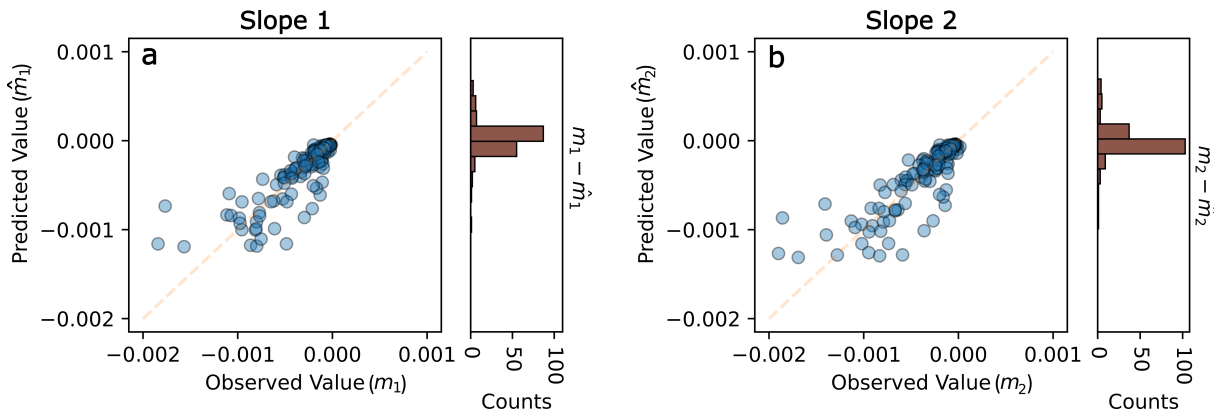 Slope 1
a
Predicted Value (m̂₁)
0.001
0.000
−0.001
−0.002
−0.002 −0.001 0.000 0.001
Observed Value (m₁)
0 50 100
Counts
m₁ − m̂₁
Slope 2
b
Predicted Value (m̂₂)
0.001
0.000
−0.001
−0.002
−0.002 −0.001 0.000 0.001
Observed Value (m₂)
0 50 100
Counts
m₂ − m̂₂